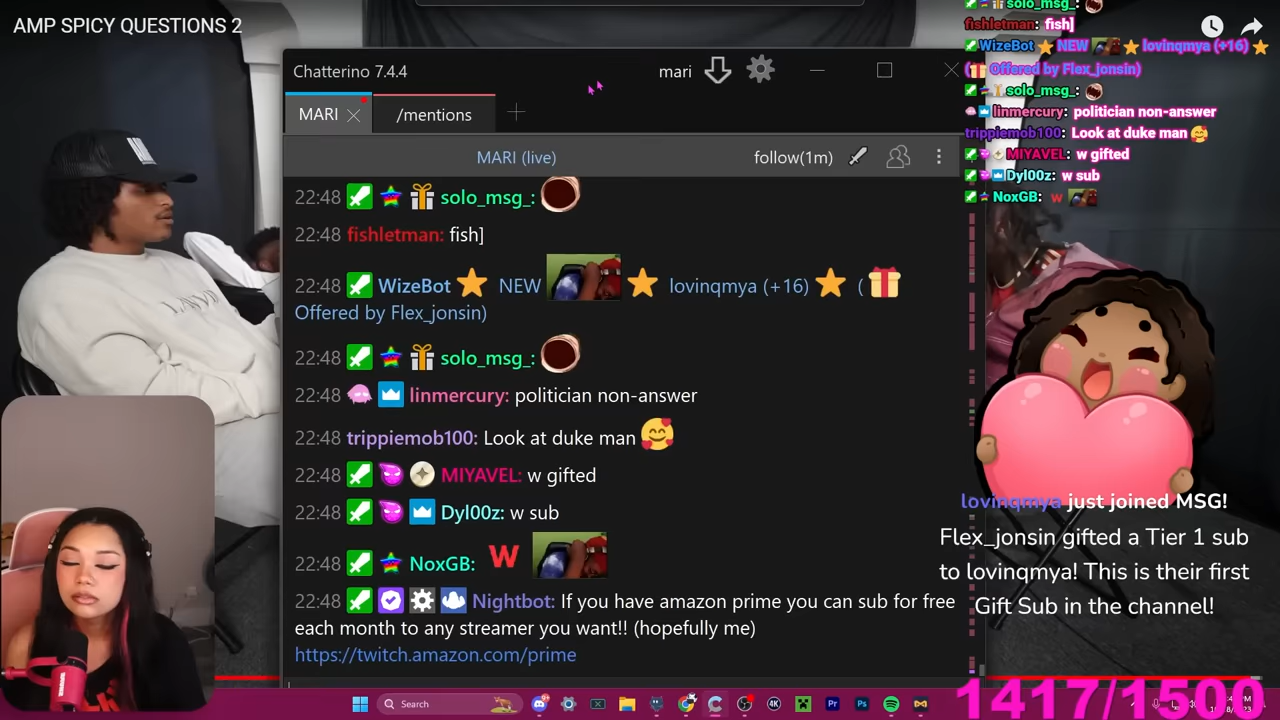 AMP SPICY QUESTIONS 2
Chatterino 7.4.4
mari
MARI
/mentions
MARI (live)
follow(1m)
22:48 solo_msg_:
22:48 fishletman: fish]
22:48 WizeBot NEW lovinqmya (+16) (
Offered by Flex_jonsin)
22:48 solo_msg_:
22:48 linmercury: politician non-answer
22:48 trippiemob100: Look at duke man 🥰
22:48 MIYAVEL: w gifted
22:48 Dyl00z: w sub
22:48 NoxGB: W
22:48 Nightbot: If you have amazon prime you can sub for free
each month to any streamer you want!! (hopefully me)
https://twitch.amazon.com/prime
solo_msg_:
fishletman: fish]
WizeBot NEW lovinqmya (+16)
( Offered by Flex_jonsin)
solo_msg_:
linmercury: politician non-answer
trippiemob100: Look at duke man 🥰
MIYAVEL: w gifted
Dyl00z: w sub
NoxGB: W
lovinqmya just joined MSG!
Flex_jonsin gifted a Tier 1 sub
to lovinqmya! This is their first
Gift Sub in the channel!
Search
4K
Pr
Ps
1417/1500